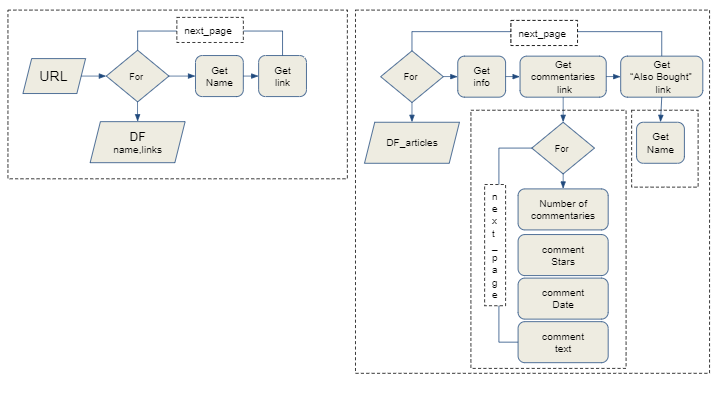 next_page
URL
For
Get
Name
Get
link
DF
name,links
next_page
For
Get
info
Get
commentaries
link
Get
"Also Bought"
link
DF_articles
For
Get
Name
next_page
Number of
commentaries
comment
Stars
comment
Date
comment
text